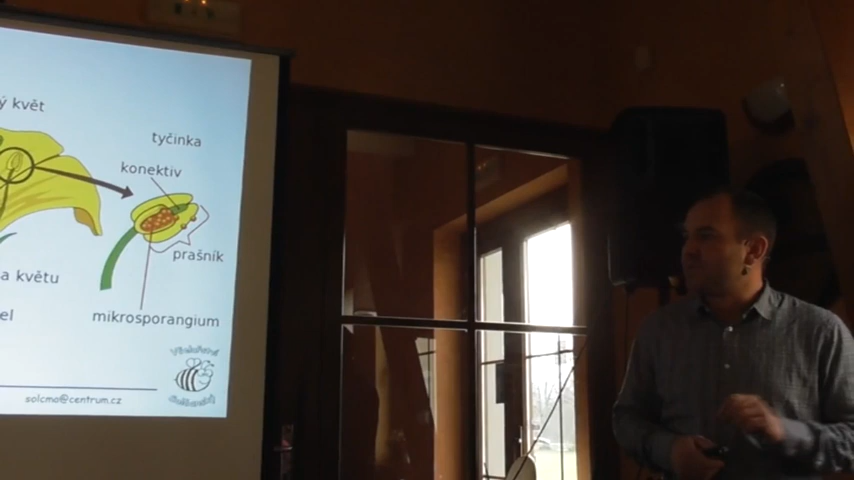 ý květ
tyčinka
konektiv
prašník
a květu
el
mikrosporangium
solcmo@centrum.cz